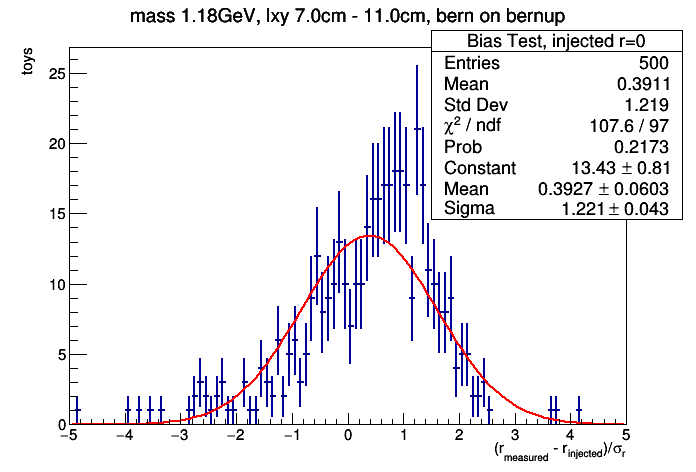 mass 1.18GeV, lxy 7.0cm - 11.0cm, bern on bernup
Bias Test, injected r=0
Entries 500
Mean 0.3911
Std Dev 1.219
χ² / ndf 107.6 / 97
Prob 0.2173
Constant 13.43 ± 0.81
Mean 0.3927 ± 0.0603
Sigma 1.221 ± 0.043
toys
25
20
15
10
5
0
−5 −4 −3 −2 −1 0 1 2 3 4 5
(r_measured - r_injected)/σ_r